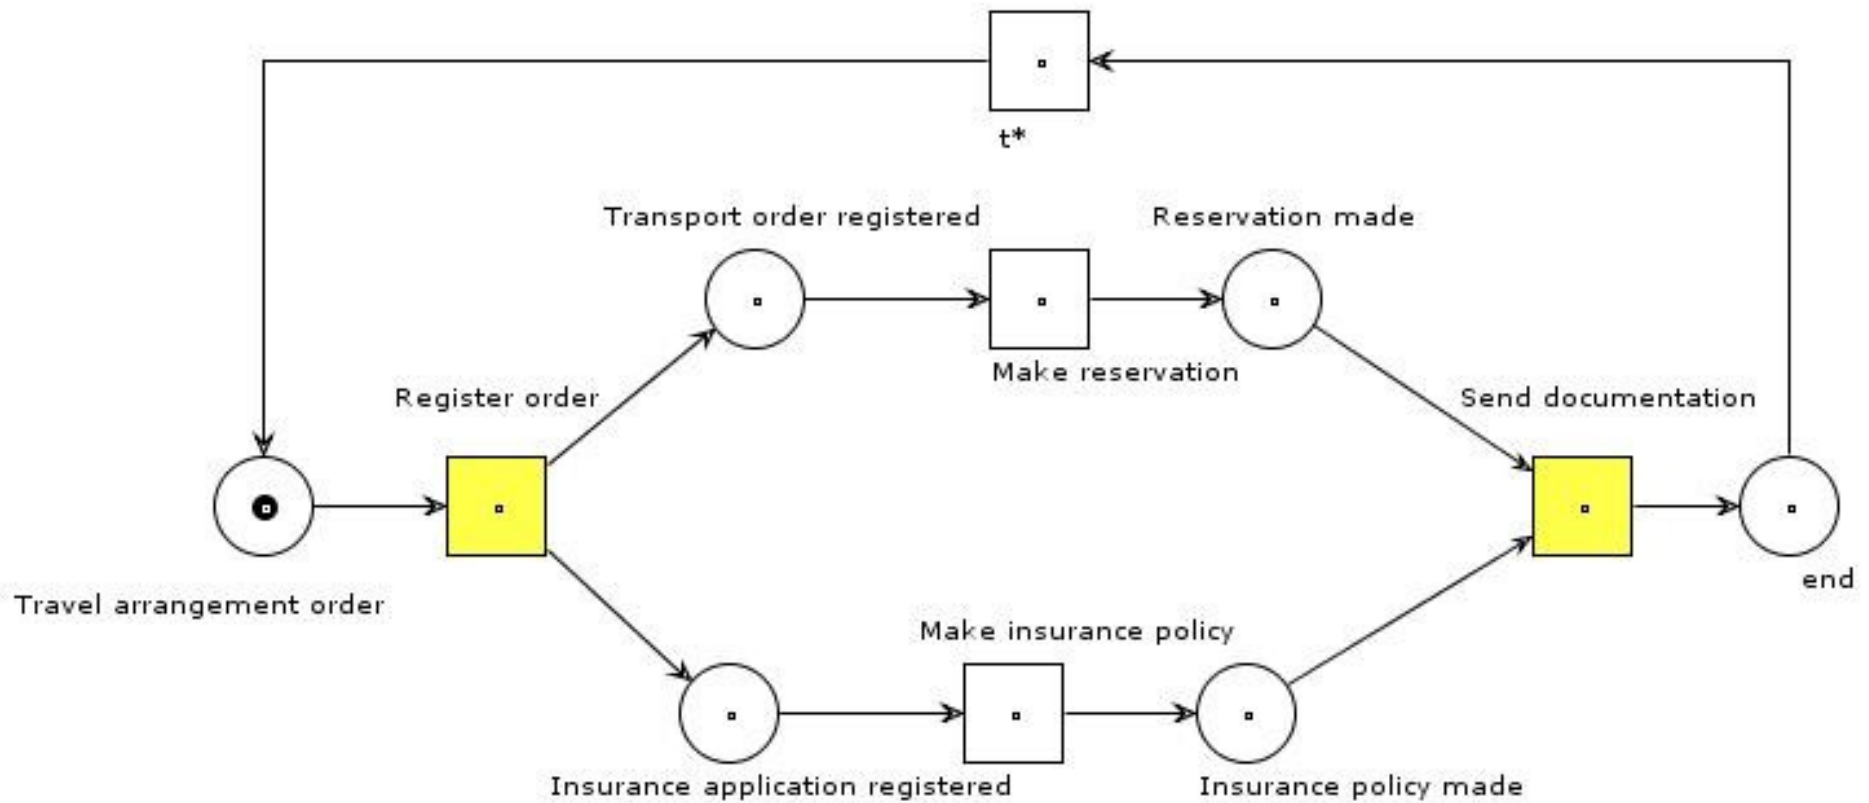 t*
Transport order registered
Reservation made
Make reservation
Register order
Send documentation
end
Travel arrangement order
Make insurance policy
Insurance application registered
Insurance policy made